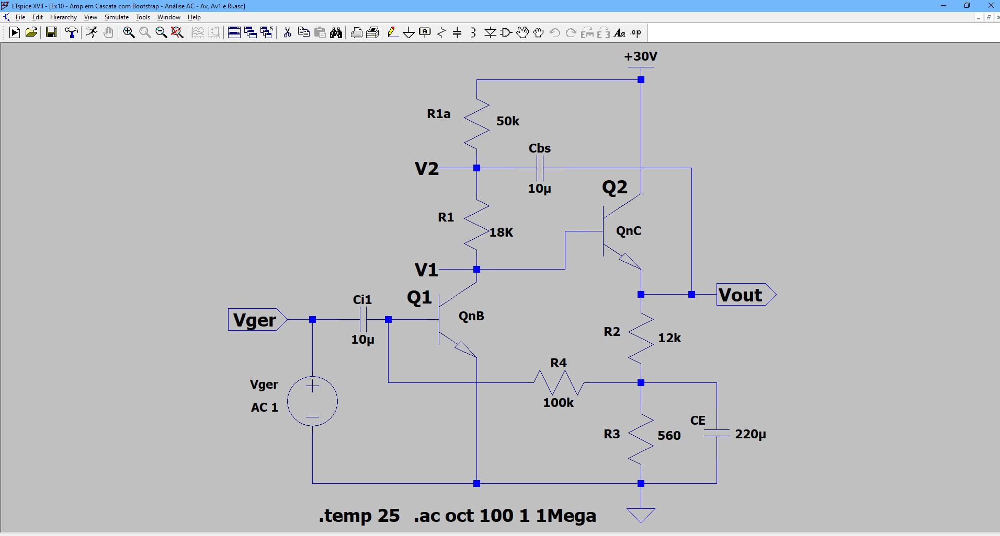 LTspice XVII - [Ex10 - Amp em Cascata com Bootstrap - Análise AC - Av, Av1 e Ri.asc]
File Edit Hierarchy View Simulate Tools Window Help
+30V
R1a
50k
Cbs
V2
10µ
Q2
R1
18K
QnC
V1
Q1
Ci1
QnB
Vout
Vger
10µ
R2
12k
R4
100k
Vger
AC 1
CE
R3
560
220µ
.temp 25 .ac oct 100 1 1Mega